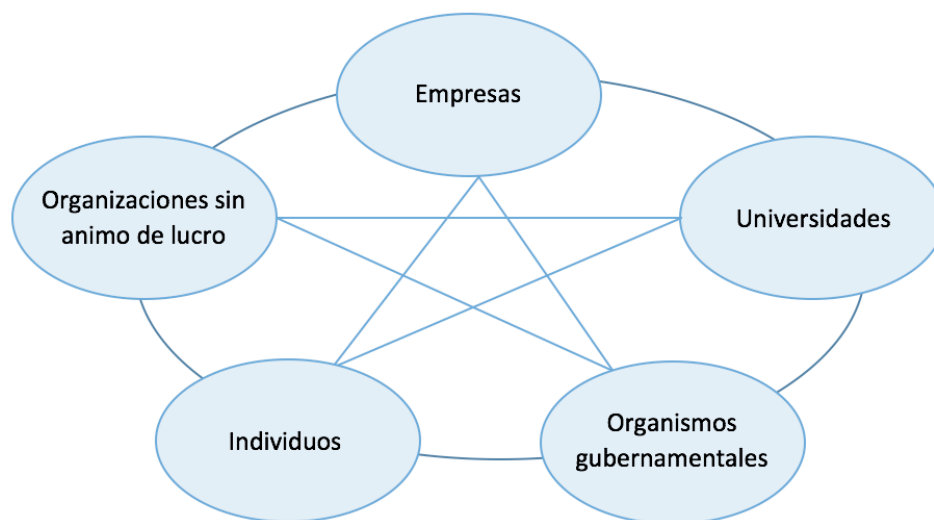 Empresas
Organizaciones sin
animo de lucro
Universidades
Individuos
Organismos
gubernamentales